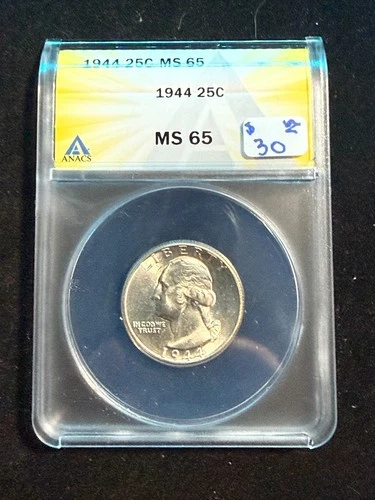 1944 25C MS 65
1944 25C
MS 65
ANACS
$ 30
LIBERTY
IN GOD WE
TRUST
1944